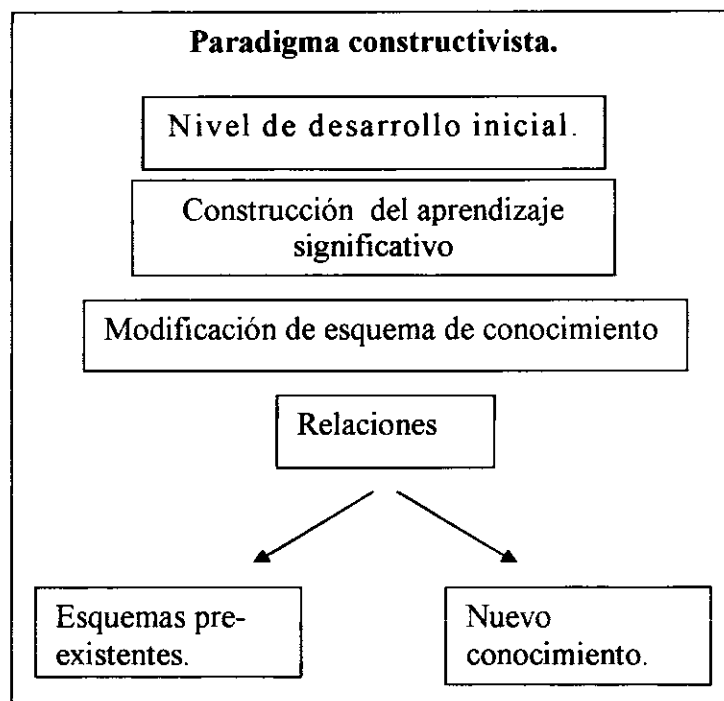 Paradigma constructivista.
Nivel de desarrollo inicial.
Construcción del aprendizaje
significativo
Modificación de esquema de conocimiento
Relaciones
Esquemas pre-
existentes.
Nuevo
conocimiento.